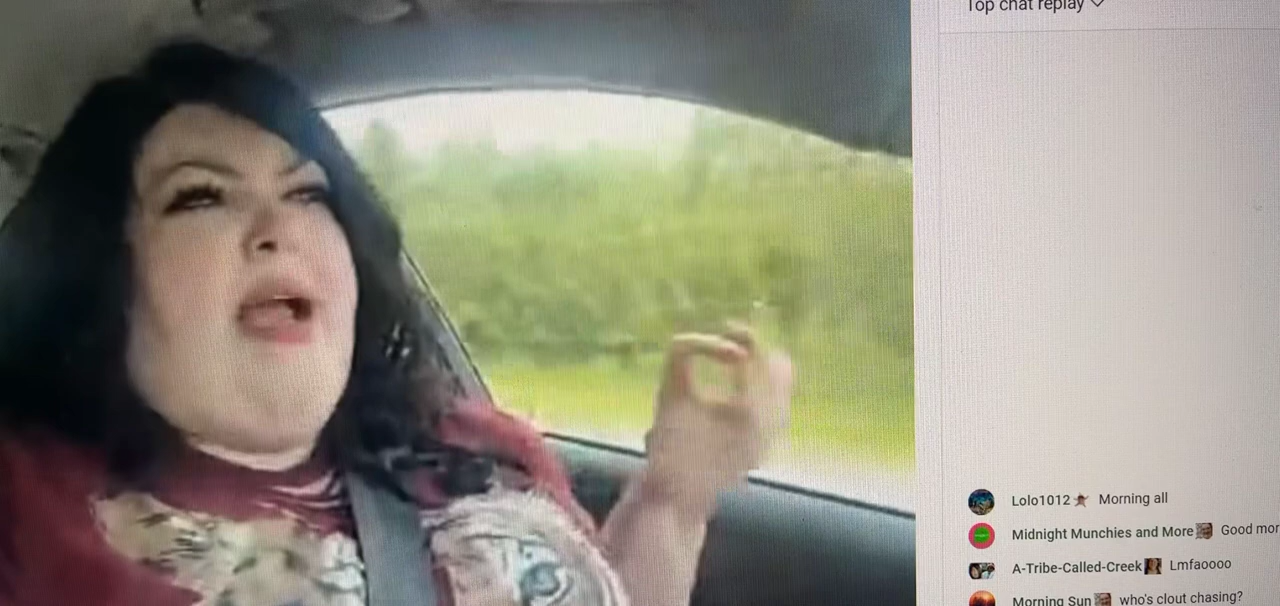 Top chat replay
Lolo1012 Morning all
Midnight Munchies and More Good mor
A-Tribe-Called-Creek Lmfaoooo
Morning Sun who's clout chasing?